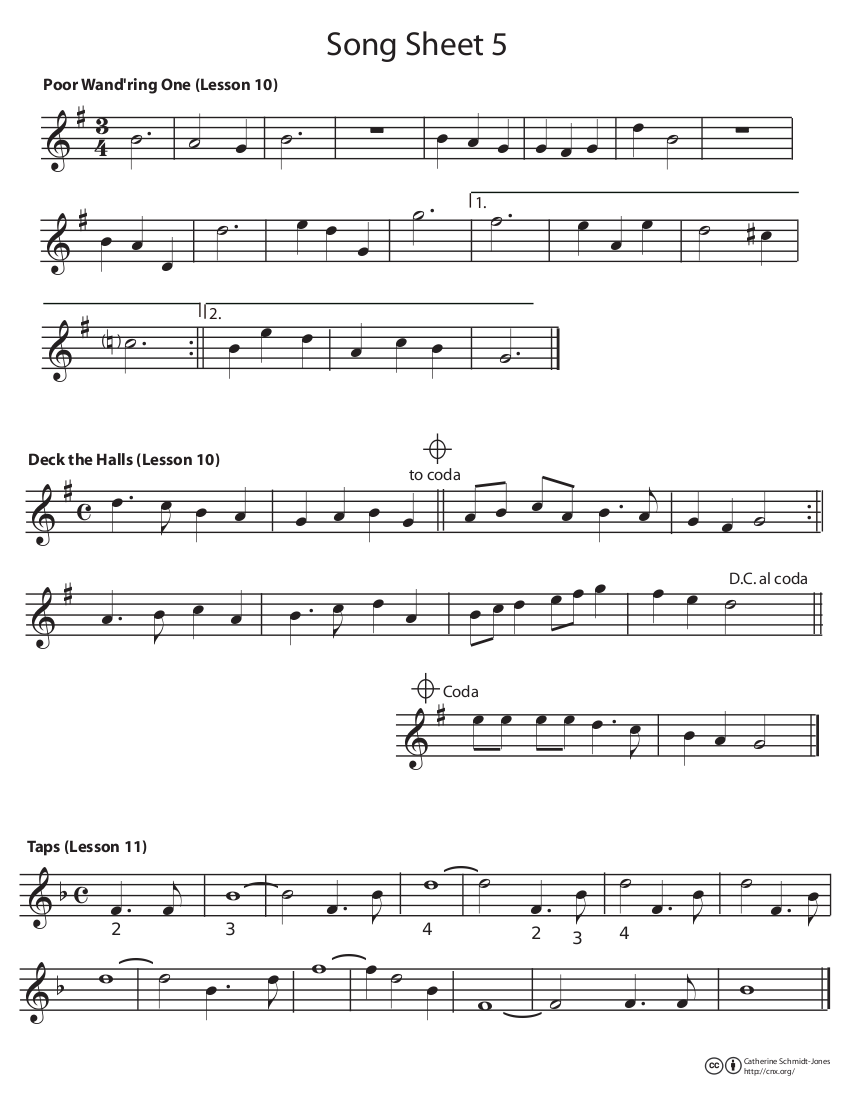 Song Sheet 5
Poor Wand'ring One (Lesson 10)
3
4
1.
2.
Deck the Halls (Lesson 10)
to coda
D.C. al coda
Coda
Taps (Lesson 11)
2 3 4 2 3 4
cc Catherine Schmidt-Jones
http://cnx.org/